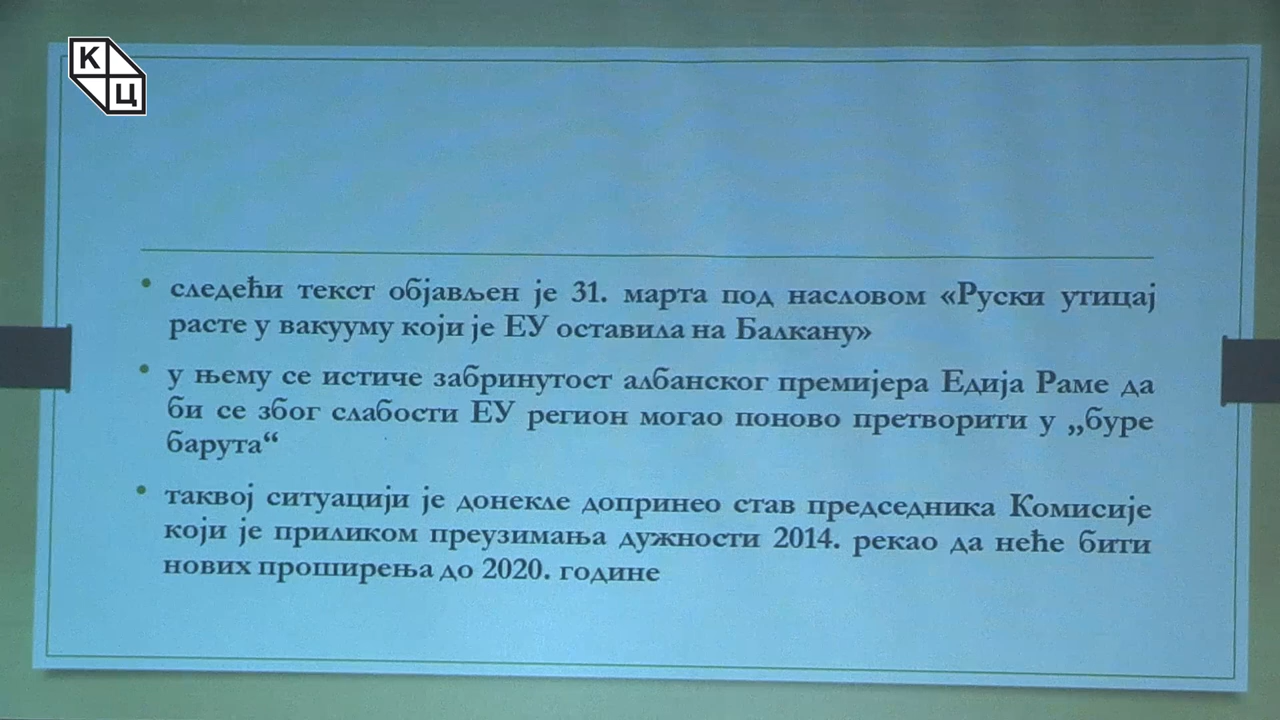 К
Ц
• следећи текст објављен је 31. марта под насловом «Руски утицај
расте у вакууму који је ЕУ оставила на Балкану»
• у њему се истиче забринутост албанског премијера Едија Раме да
би се због слабости ЕУ регион могао поново претворити у „буре
барута“
• таквој ситуацији је донекле допринео став председника Комисије
који је приликом преузимања дужности 2014. рекао да неће бити
нових проширења до 2020. године